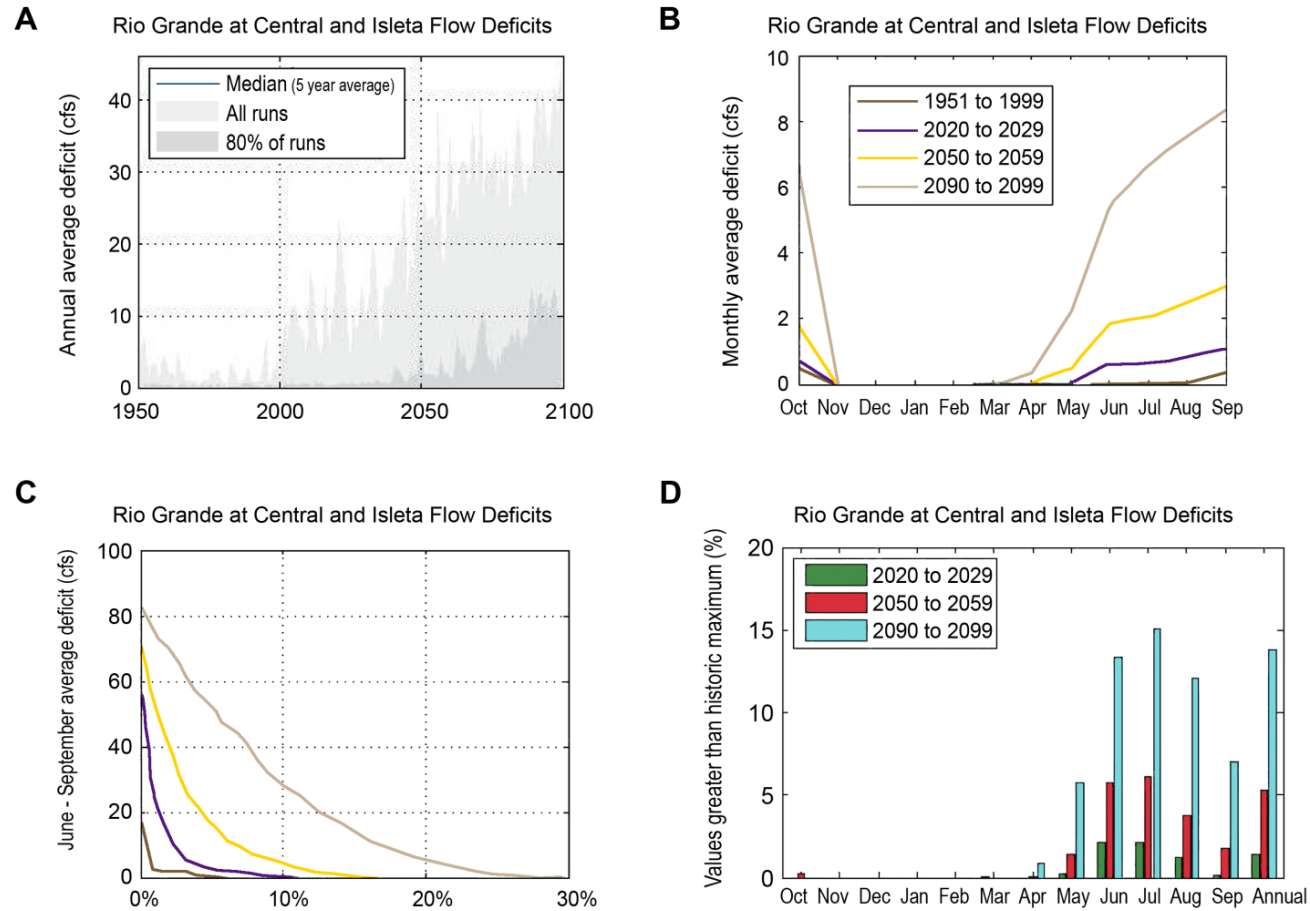 A
Rio Grande at Central and Isleta Flow Deficits
Annual average deficit (cfs)
Median (5 year average)
All runs
80% of runs
40
30
20
10
0
1950 2000 2050 2100
B
Rio Grande at Central and Isleta Flow Deficits
Monthly average deficit (cfs)
1951 to 1999
2020 to 2029
2050 to 2059
2090 to 2099
10
8
6
4
2
0
Oct Nov Dec Jan Feb Mar Apr May Jun Jul Aug Sep
C
Rio Grande at Central and Isleta Flow Deficits
June - September average deficit (cfs)
100
80
60
40
20
0
0% 10% 20% 30%
D
Rio Grande at Central and Isleta Flow Deficits
Values greater than historic maximum (%)
2020 to 2029
2050 to 2059
2090 to 2099
20
15
10
5
0
Oct Nov Dec Jan Feb Mar Apr May Jun Jul Aug Sep Annual